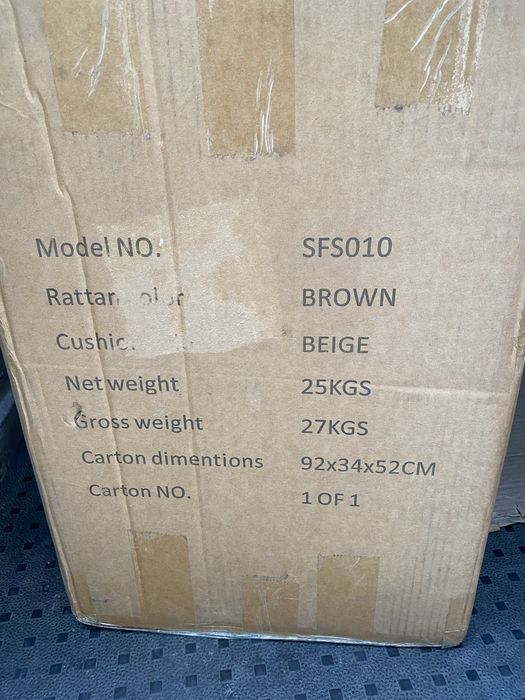 Model NO. SFS010
BROWN
BEIGE
Net weight 25KGS
Gross weight 27KGS
Carton dimentions 92x34x52CM
Carton NO. 1 OF 1